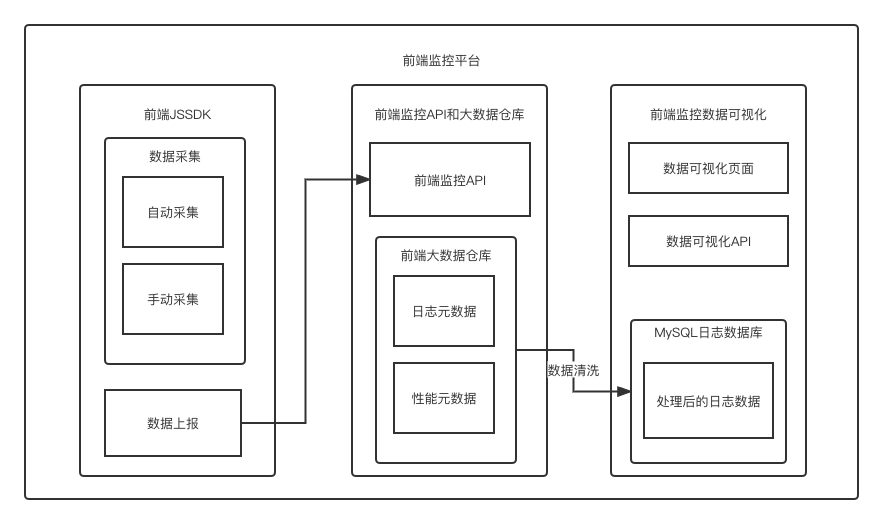 前端监控平台
前端JSSDK
数据采集
自动采集
手动采集
数据上报
前端监控API和大数据仓库
前端监控API
前端大数据仓库
日志元数据
性能元数据
数据清洗
前端监控数据可视化
数据可视化页面
数据可视化API
MySQL日志数据库
处理后的日志数据